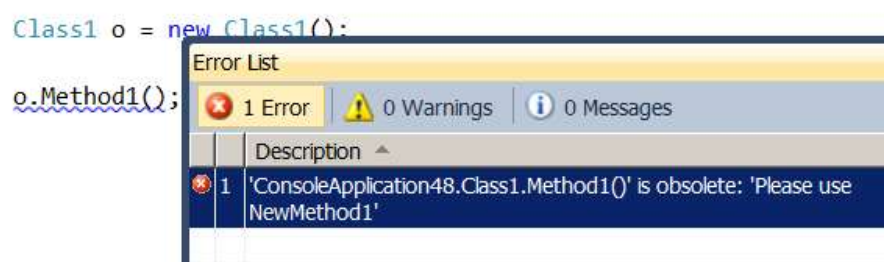 Class1 o = new Class1();
Error List
o.Method1();
1 Error 0 Warnings 0 Messages
Description
1 'ConsoleApplication48.Class1.Method1()' is obsolete: 'Please use
NewMethod1'